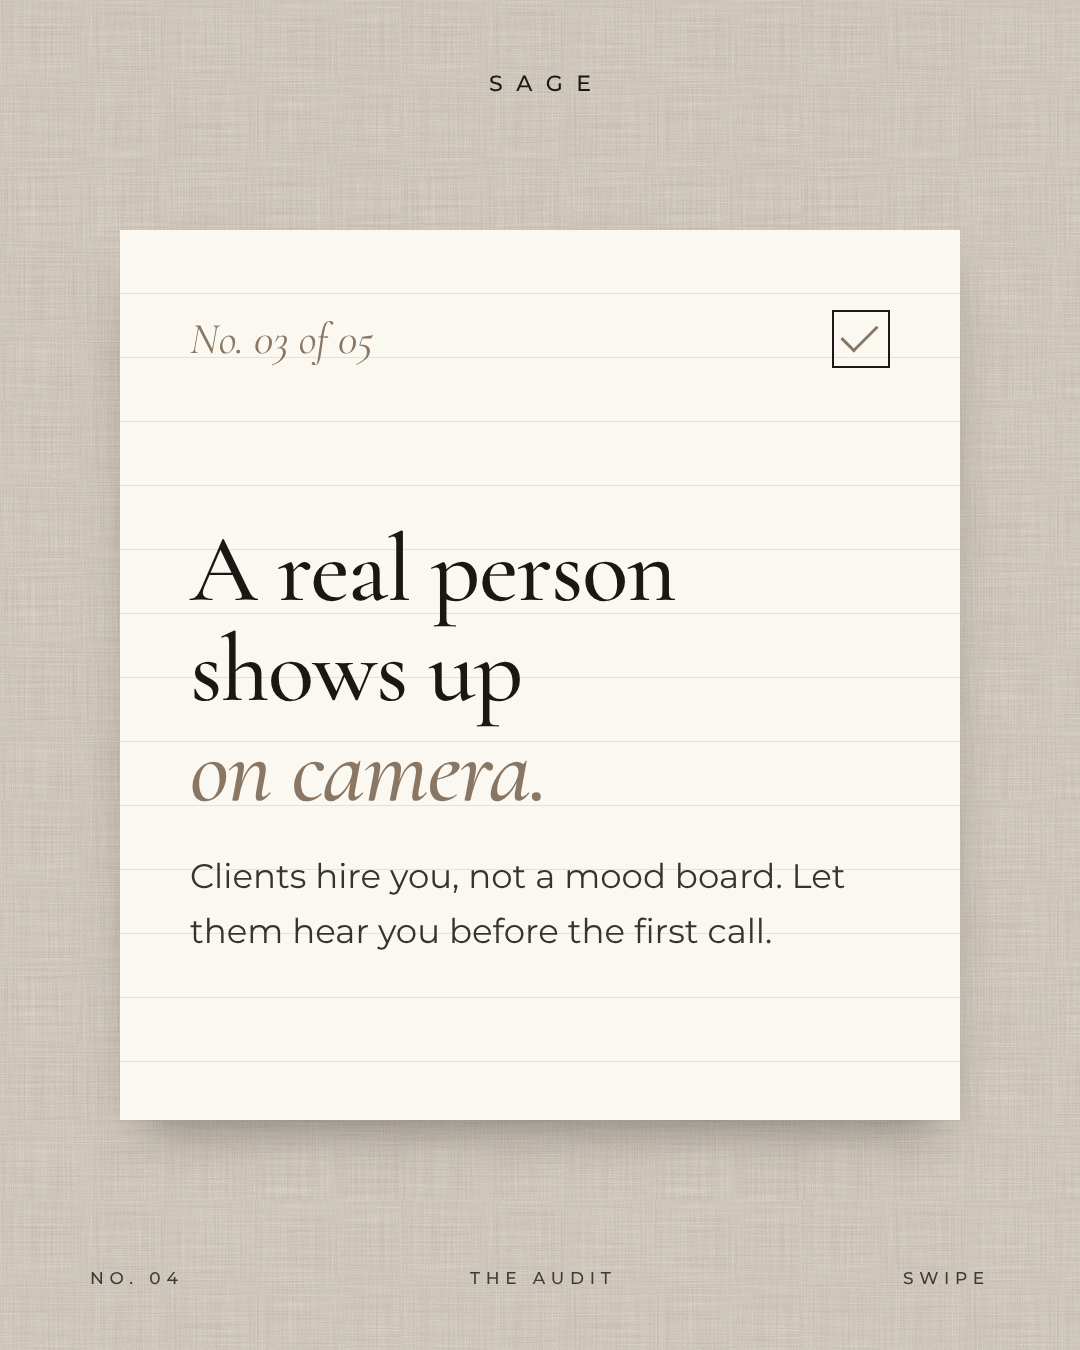 SAGE
No. 03 of 05
A real person
shows up
on camera.
Clients hire you, not a mood board. Let
them hear you before the first call.
NO. 04
THE AUDIT
SWIPE